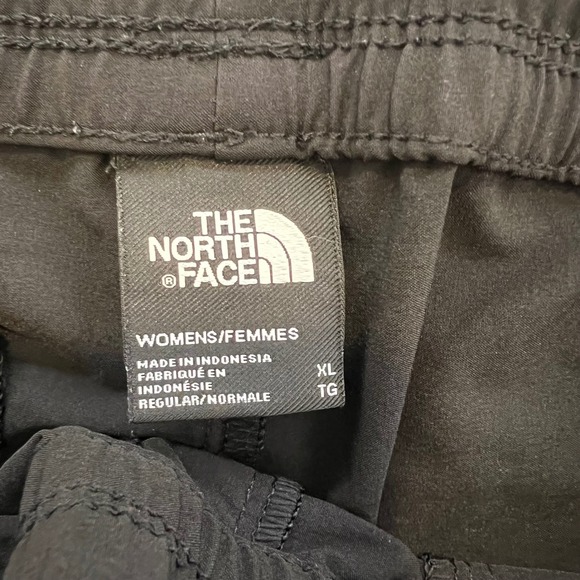 THE
NORTH
FACE
®
WOMENS/FEMMES
MADE IN INDONESIA
FABRIQUÉ EN
INDONÉSIE
REGULAR/NORMALE
XL
TG